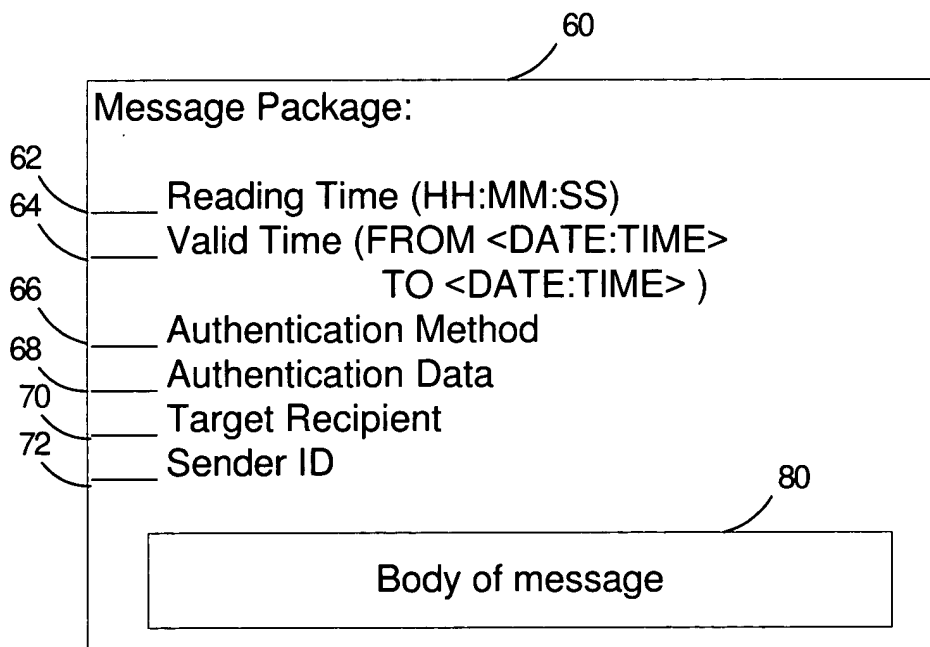 60
Message Package:
62
Reading Time (HH:MM:SS)
64
Valid Time (FROM <DATE:TIME>
TO <DATE:TIME> )
66
Authentication Method
68
Authentication Data
70
Target Recipient
72
Sender ID
80
Body of message